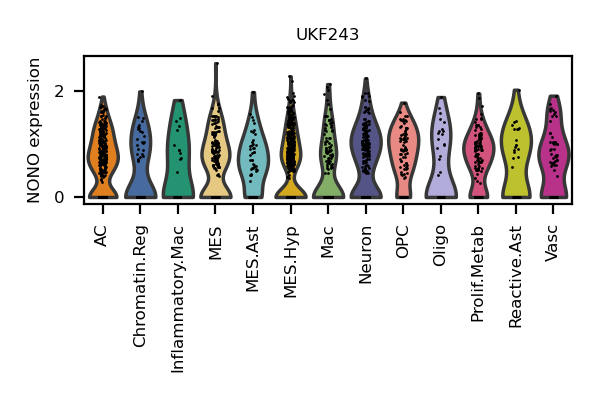 UKF243
NONO expression
2
0
AC
Chromatin.Reg
Inflammatory.Mac
MES
MES.Ast
MES.Hyp
Mac
Neuron
OPC
Oligo
Prolif.Metab
Reactive.Ast
Vasc